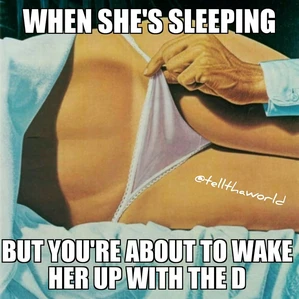 WHEN SHE'S SLEEPING
@tellthaworld
BUT YOU'RE ABOUT TO WAKE
HER UP WITH THE D